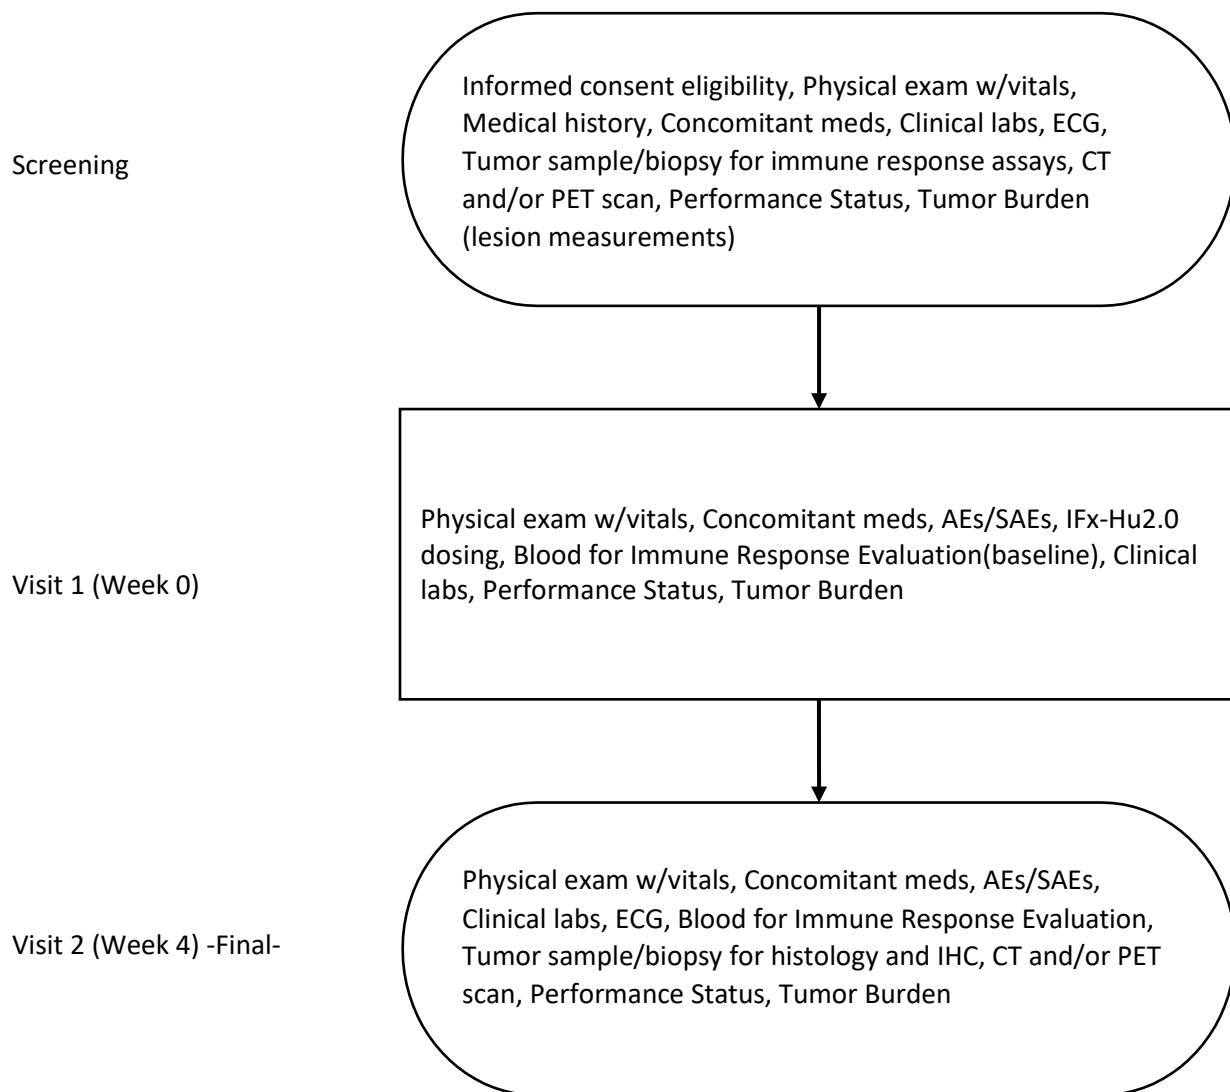 Screening
Informed consent eligibility, Physical exam w/vitals,
Medical history, Concomitant meds, Clinical labs, ECG,
Tumor sample/biopsy for immune response assays, CT
and/or PET scan, Performance Status, Tumor Burden
(lesion measurements)
Visit 1 (Week 0)
Physical exam w/vitals, Concomitant meds, AEs/SAEs, IFx-Hu2.0
dosing, Blood for Immune Response Evaluation(baseline), Clinical
labs, Performance Status, Tumor Burden
Visit 2 (Week 4) -Final-
Physical exam w/vitals, Concomitant meds, AEs/SAEs,
Clinical labs, ECG, Blood for Immune Response Evaluation,
Tumor sample/biopsy for histology and IHC, CT and/or PET
scan, Performance Status, Tumor Burden